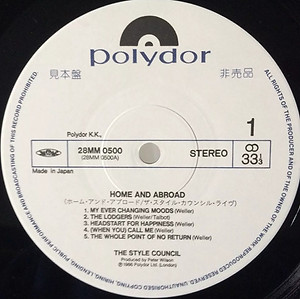 polydor
見本盤
非売品
ALL RIGHTS OF THE PRODUCER AND OF THE OWNER OF THE RECORDED WORK RESERVED. UNAUTHORIZED COPYING, PUBLIC PERFORMANCE AND BROADCASTING OF THIS RECORD PROHIBITED.
Polydor K.K.,
28MM 0500
(28MM 0500A)
STEREO
1
33⅓
Made in Japan
HOME AND ABROAD
(ホーム・アンド・アブロード/ザ・スタイル・カウンシル・ライヴ)
1. MY EVER CHANGING MOODS (Weller)
2. THE LODGERS (Weller/Talbot)
3. HEADSTART FOR HAPPINESS (Weller)
4. (WHEN YOU) CALL ME (Weller)
5. THE WHOLE POINT OF NO RETURN (Weller)
THE STYLE COUNCIL
Produced by Peter Wilson
℗1986 Polydor Ltd. (London)